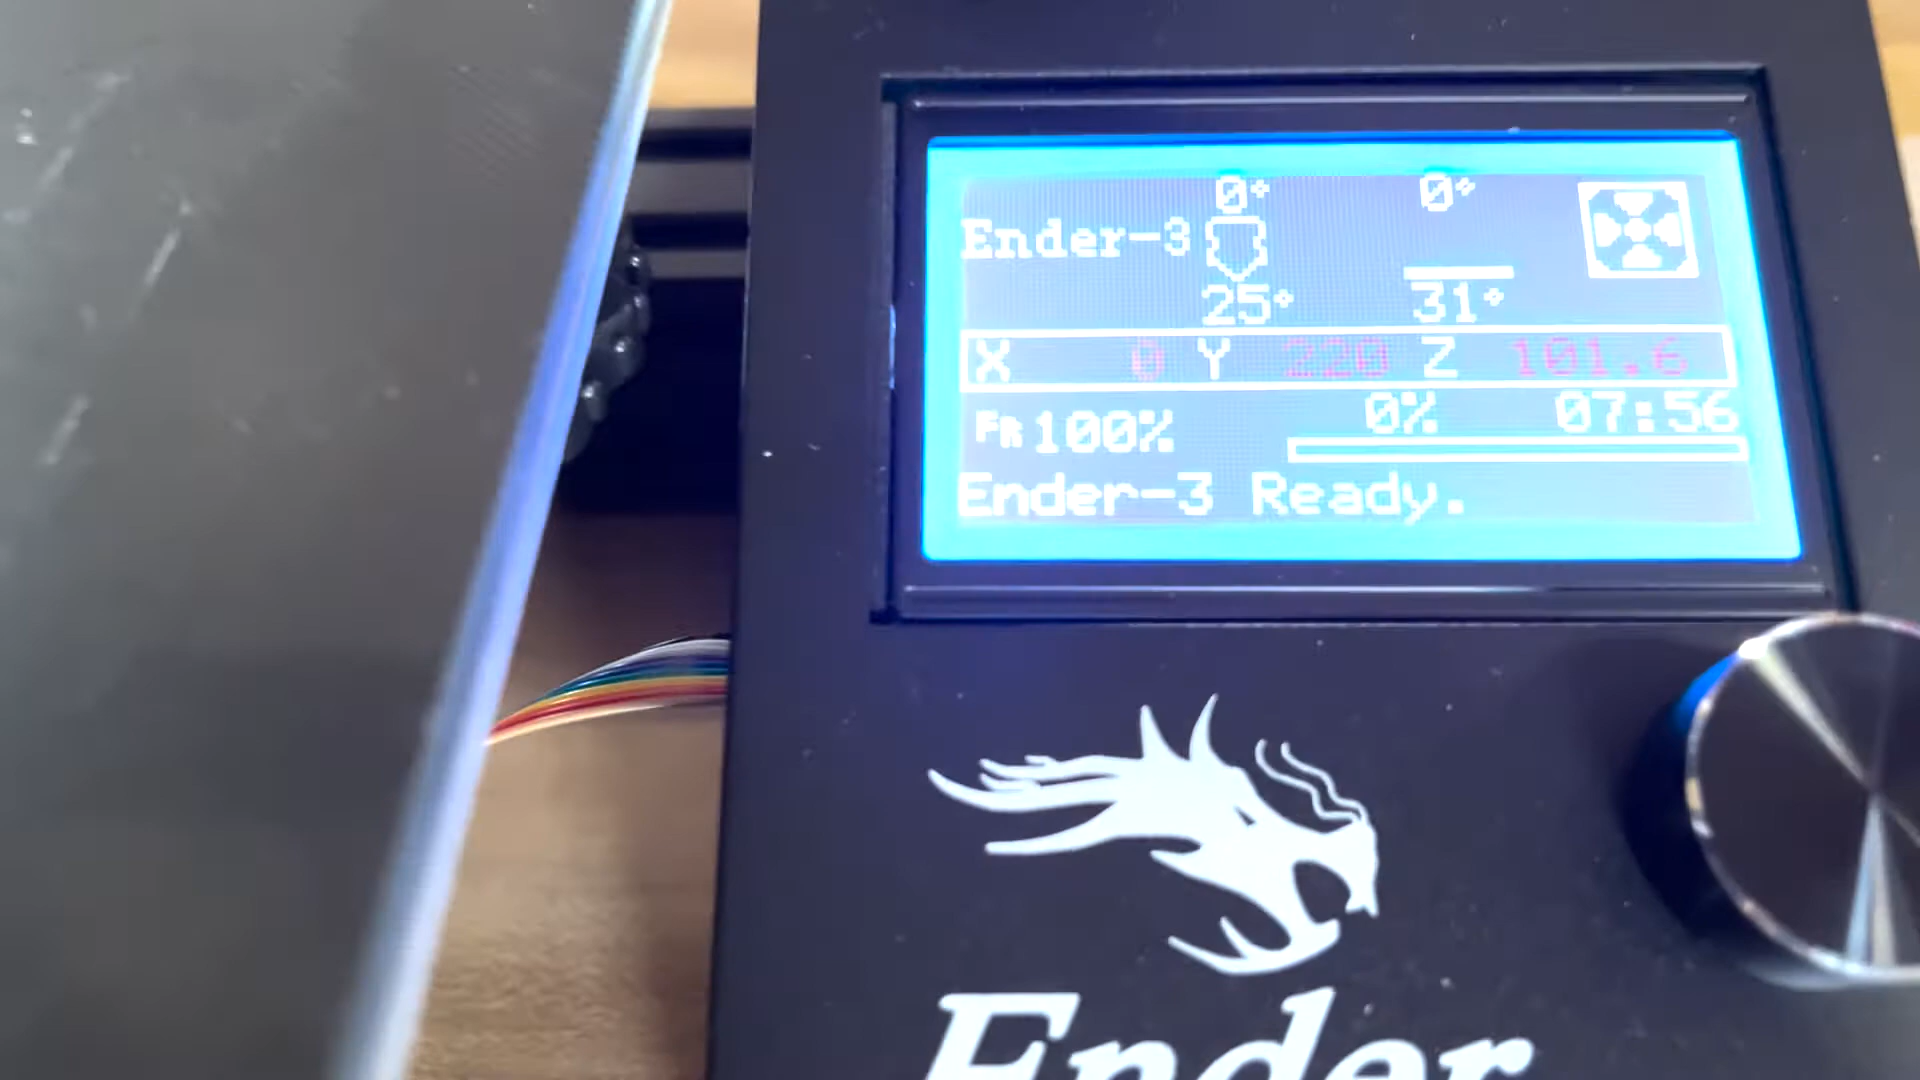 0° 0°
Ender-3
25° 31°
X 0 Y 220 Z 101.6
FR 100% 0% 07:56
Ender-3 Ready.
Ender